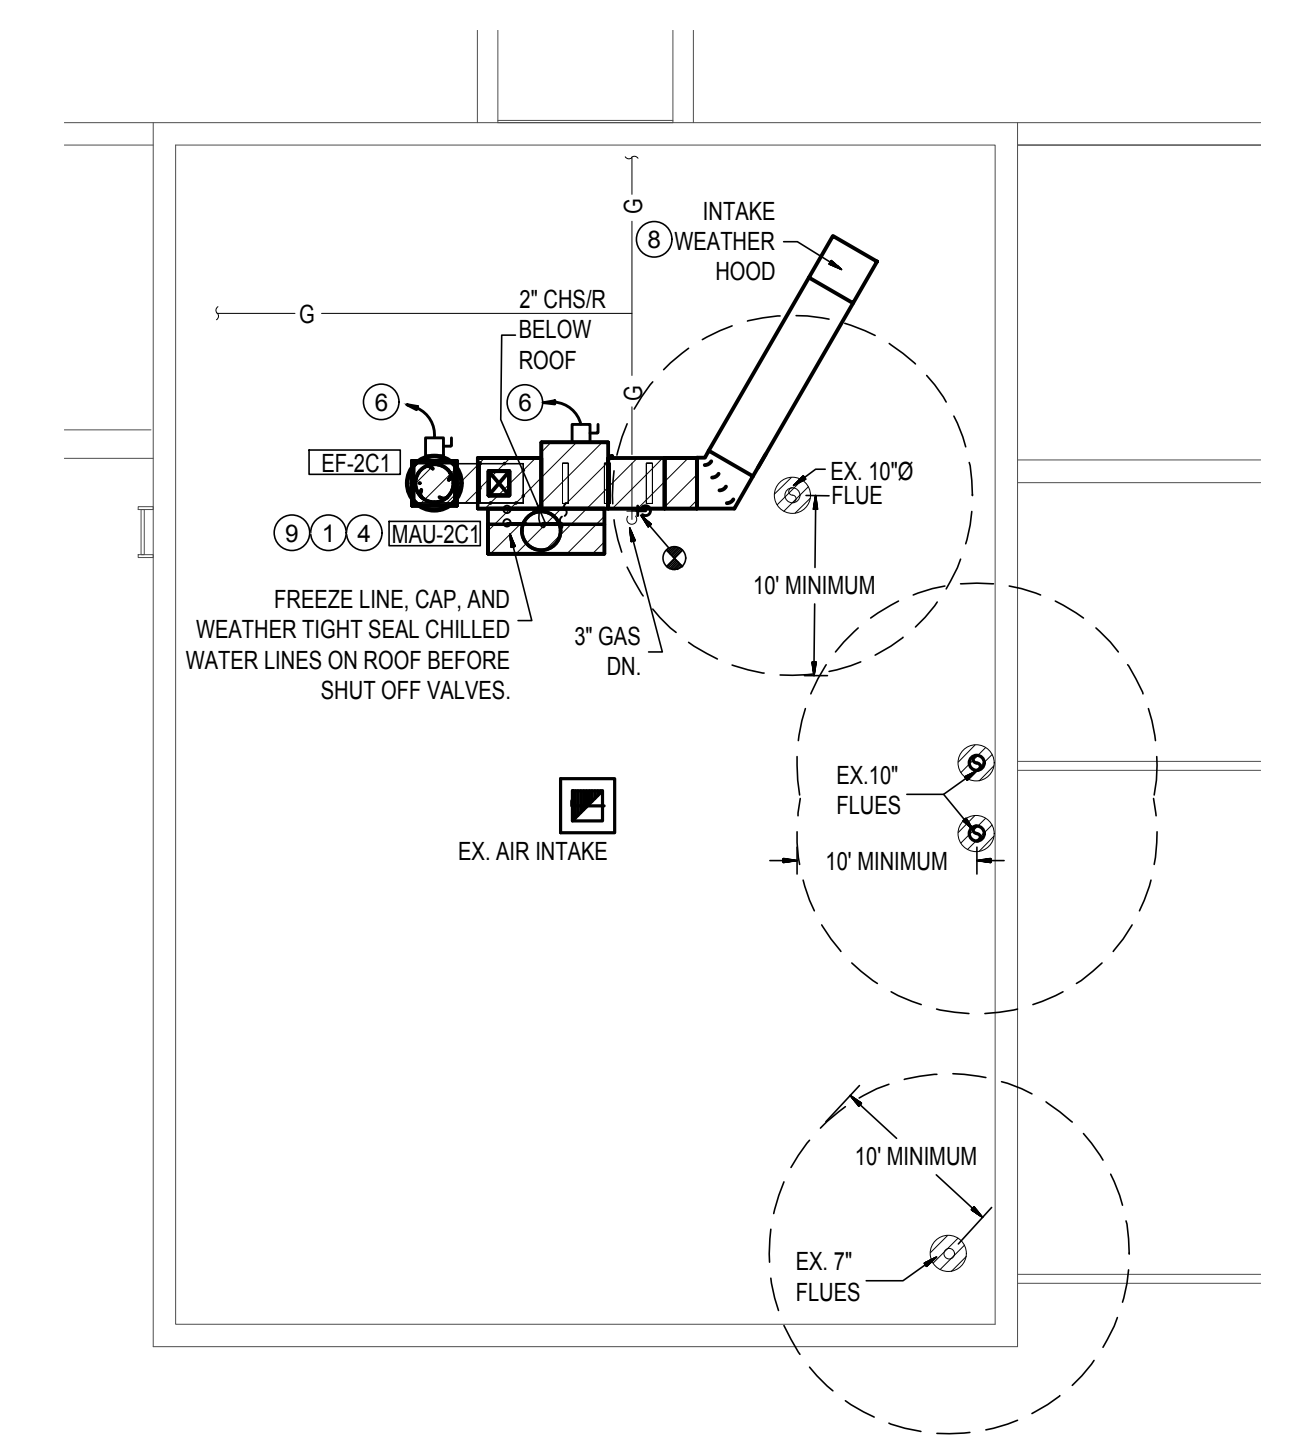 G
INTAKE
8 WEATHER
HOOD
2" CHS/R
BELOW
ROOF
G
G
6
6
EF-2C1
EX. 10"Ø
FLUE
9 1 4 MAU-2C1
10' MINIMUM
FREEZE LINE, CAP, AND
WEATHER TIGHT SEAL CHILLED
WATER LINES ON ROOF BEFORE
SHUT OFF VALVES.
3" GAS
DN.
EX.10"
FLUES
EX. AIR INTAKE
10' MINIMUM
10' MINIMUM
EX. 7"
FLUES